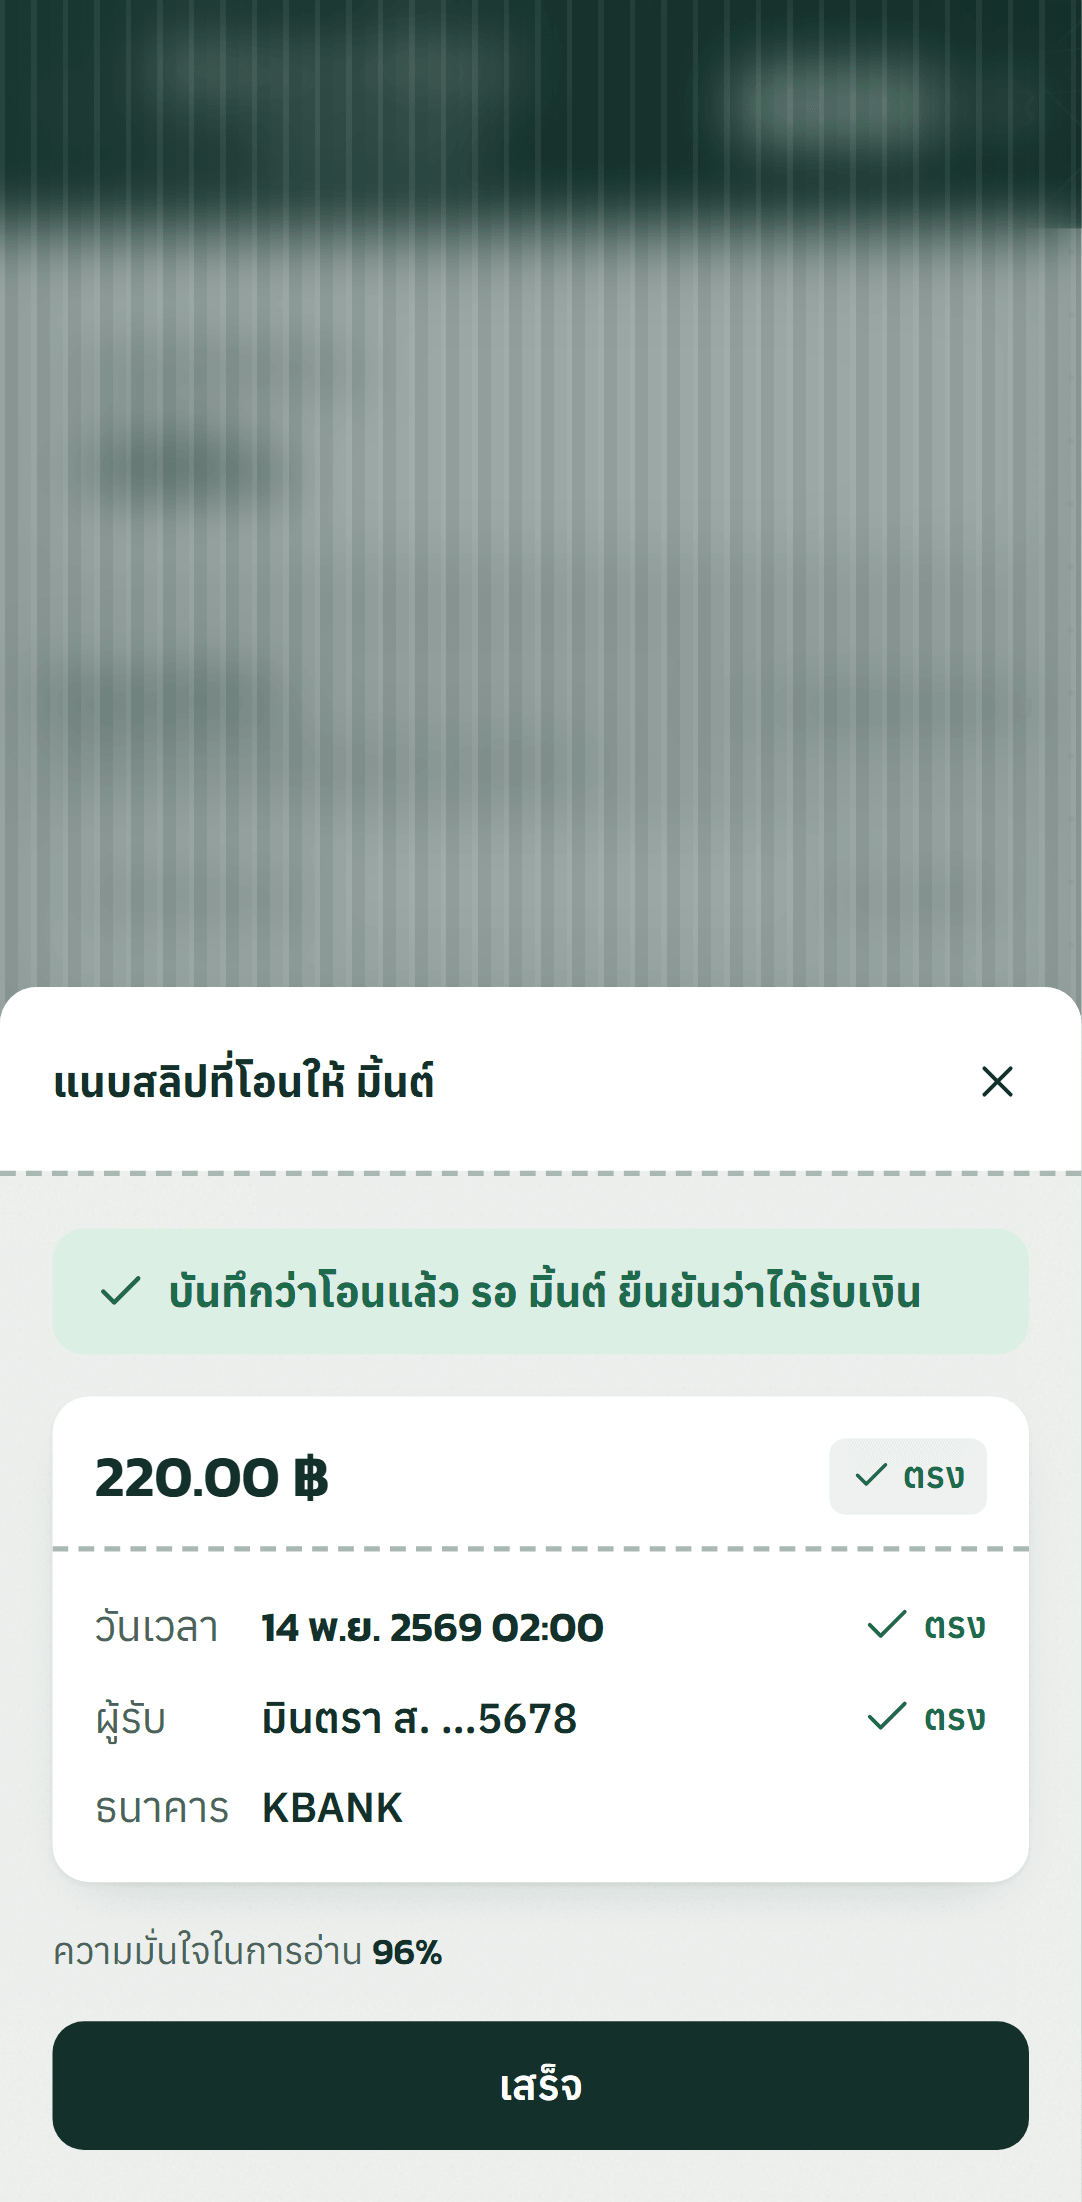 แนบสลิปที่โอนให้ มิ้นต์
บันทึกว่าโอนแล้ว รอ มิ้นต์ ยืนยันว่าได้รับเงิน
220.00 ฿ ตรง
วันเวลา 14 พ.ย. 2569 02:00 ตรง
ผู้รับ มินตรา ส. ...5678 ตรง
ธนาคาร KBANK
ความมั่นใจในการอ่าน 96%
เสร็จ